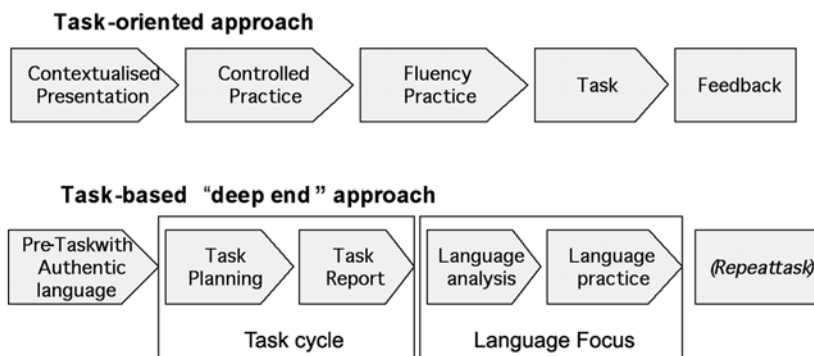 Task-oriented approach
Contextualised
Presentation
Controlled
Practice
Fluency
Practice
Task
Feedback
Task-based “deep end” approach
Pre-Taskwith
Authentic
language
Task
Planning
Task
Report
Language
analysis
Language
practice
(Repeattask)
Task cycle
Language Focus